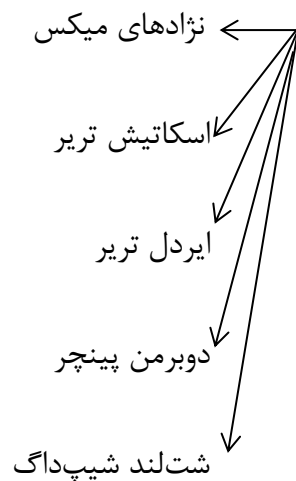 نژادهای میکس
اسکاتیش تریر
ایردل تریر
دوبرمن پینچر
شت‌لند شیپ‌داگ